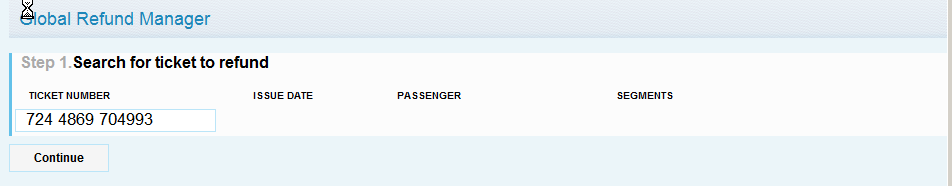 Global Refund Manager
Step 1.Search for ticket to refund
TICKET NUMBER ISSUE DATE PASSENGER SEGMENTS
724 4869 704993
Continue